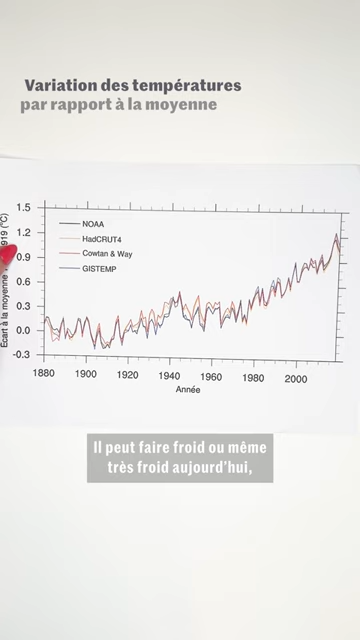 Variation des températures
par rapport à la moyenne
Écart à la moyenne
919 (°C)
1.5
1.2
0.9
0.6
0.3
0.0
-0.3
NOAA
HadCRUT4
Cowtan & Way
GISTEMP
1880
1900
1920
1940
1960
1980
2000
Année
Il peut faire froid ou même
très froid aujourd'hui,